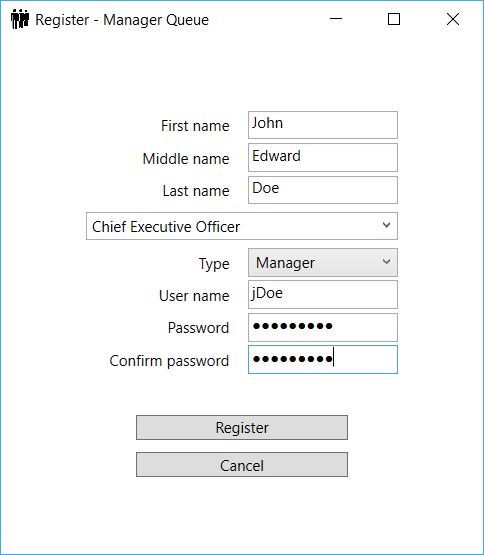 Register - Manager Queue
First name John
Middle name Edward
Last name Doe
Chief Executive Officer
Type Manager
User name jDoe
Password ●●●●●●●●●
Confirm password ●●●●●●●●●
Register
Cancel